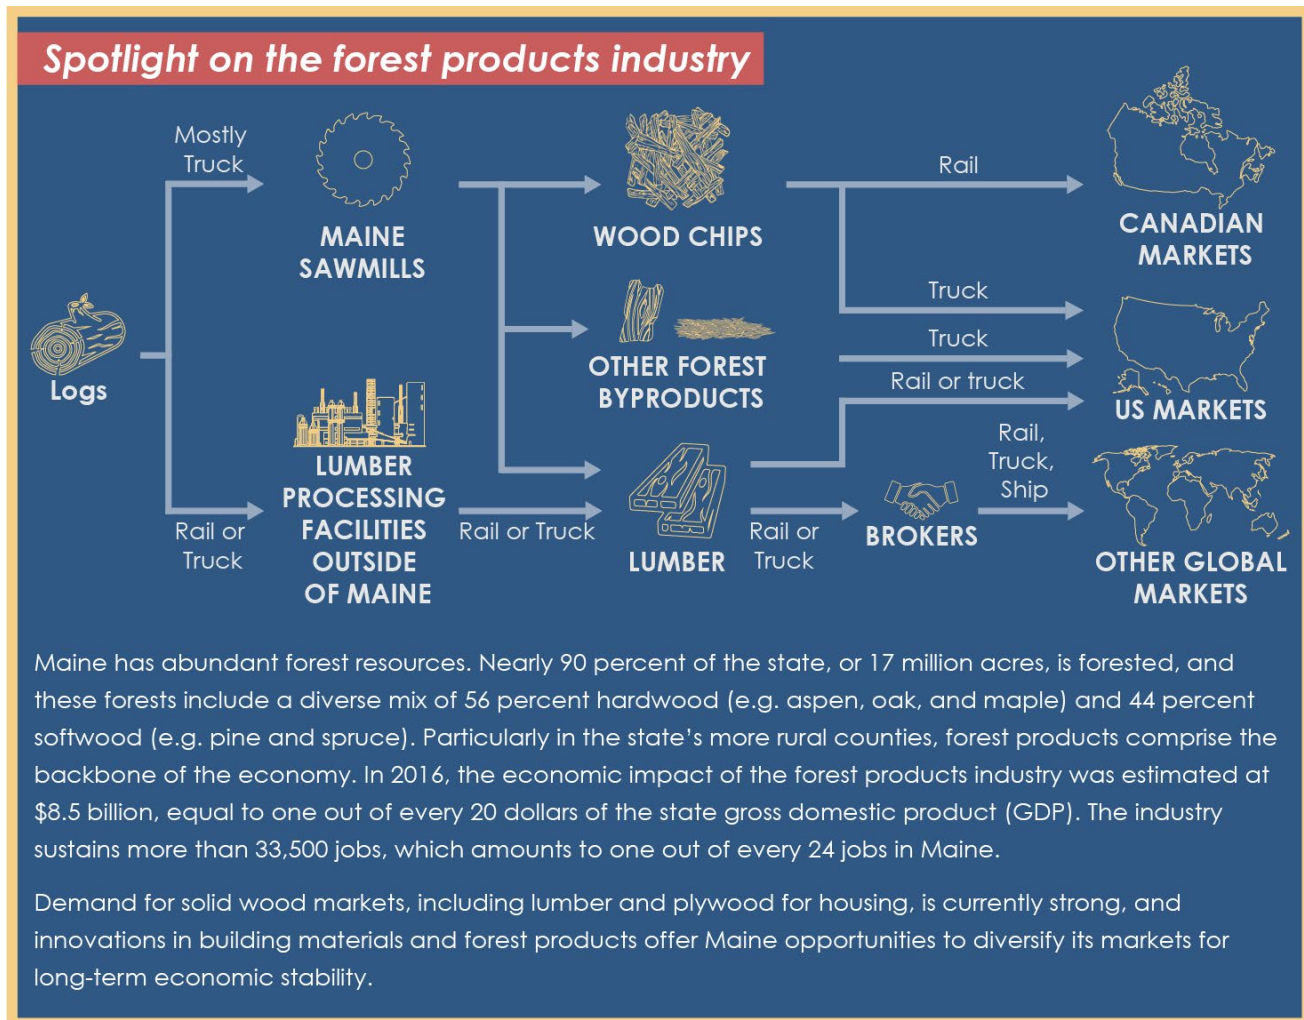 Spotlight on the forest products industry
Mostly
Truck
MAINE
SAWMILLS
WOOD CHIPS
Rail
CANADIAN
MARKETS
Truck
Truck
Logs
OTHER FOREST
BYPRODUCTS
Rail or truck
US MARKETS
LUMBER
PROCESSING
FACILITIES
OUTSIDE
OF MAINE
Rail or
Truck
Rail or Truck
LUMBER
Rail or
Truck
BROKERS
Rail,
Truck,
Ship
OTHER GLOBAL
MARKETS
Maine has abundant forest resources. Nearly 90 percent of the state, or 17 million acres, is forested, and
these forests include a diverse mix of 56 percent hardwood (e.g. aspen, oak, and maple) and 44 percent
softwood (e.g. pine and spruce). Particularly in the state’s more rural counties, forest products comprise the
backbone of the economy. In 2016, the economic impact of the forest products industry was estimated at
$8.5 billion, equal to one out of every 20 dollars of the state gross domestic product (GDP). The industry
sustains more than 33,500 jobs, which amounts to one out of every 24 jobs in Maine.
Demand for solid wood markets, including lumber and plywood for housing, is currently strong, and
innovations in building materials and forest products offer Maine opportunities to diversify its markets for
long-term economic stability.